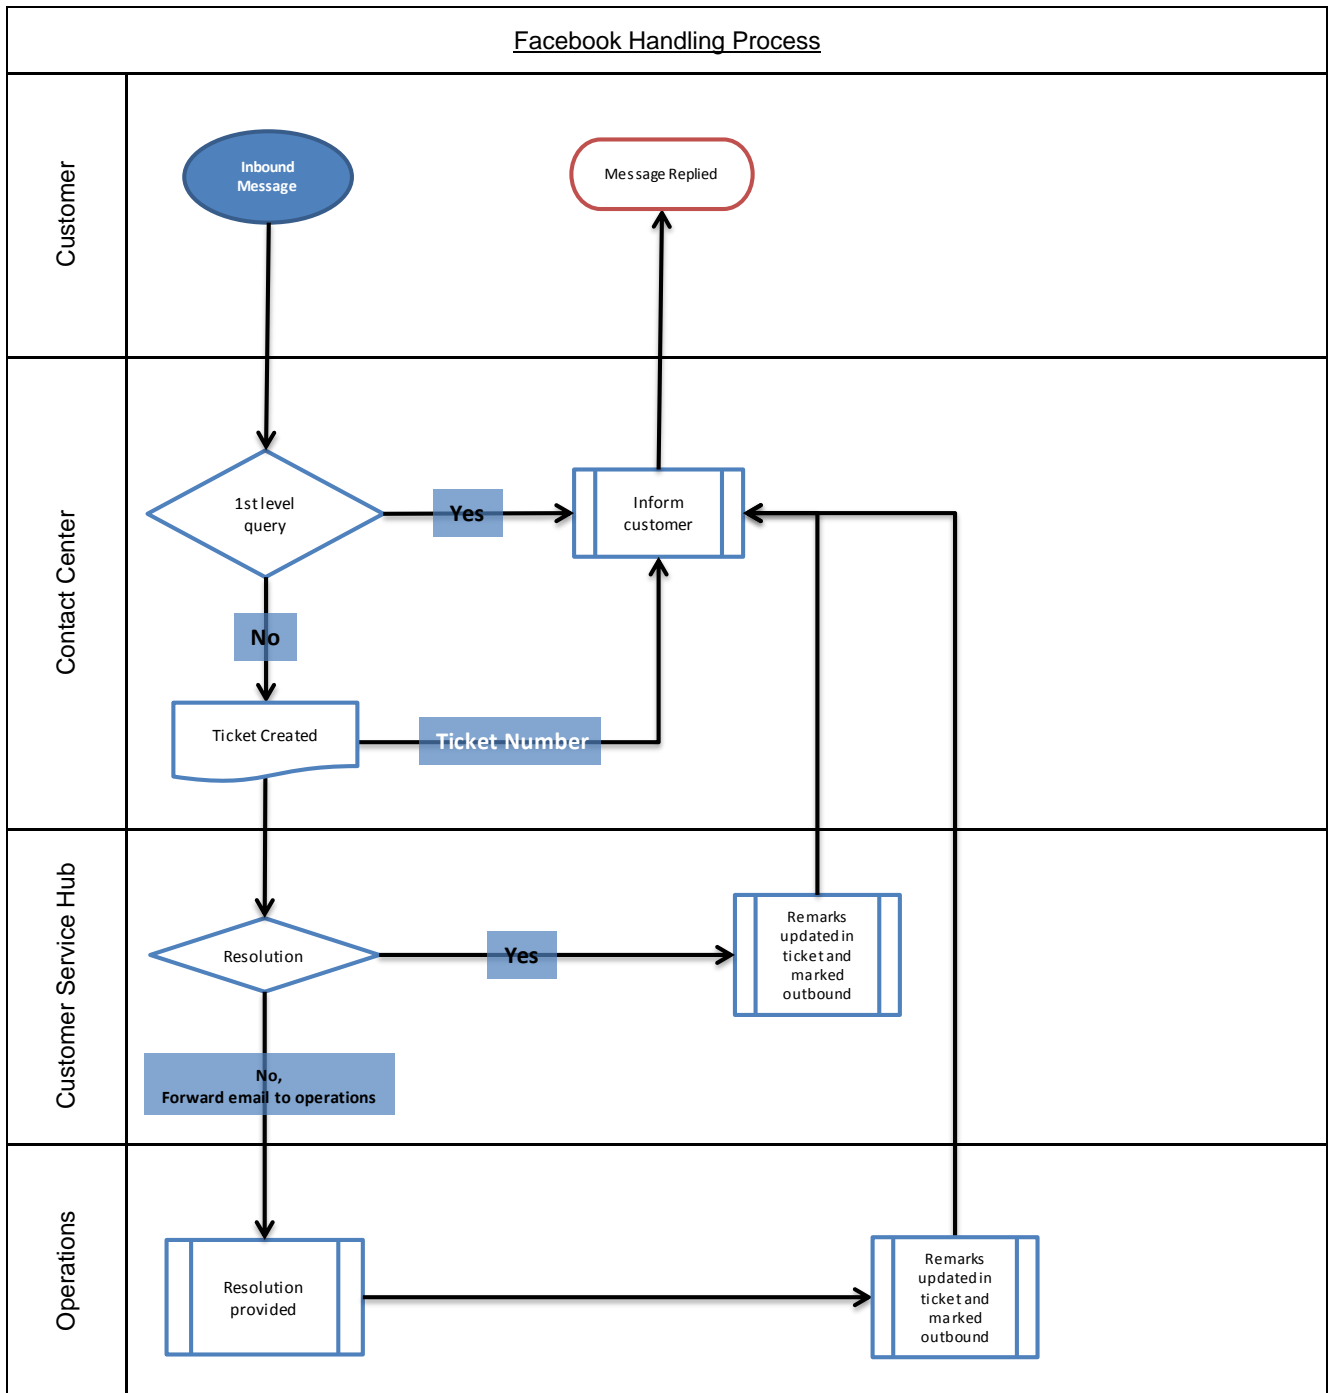 Facebook Handling Process
Customer
Inbound
Message
Message Replied
Contact Center
1st level
query
Yes
Inform
customer
No
Ticket Created
Ticket Number
Customer Service Hub
Resolution
Yes
Remarks
updated in
ticket and
marked
outbound
No,
Forward email to operations
Operations
Resolution
provided
Remarks
updated in
ticket and
marked
outbound